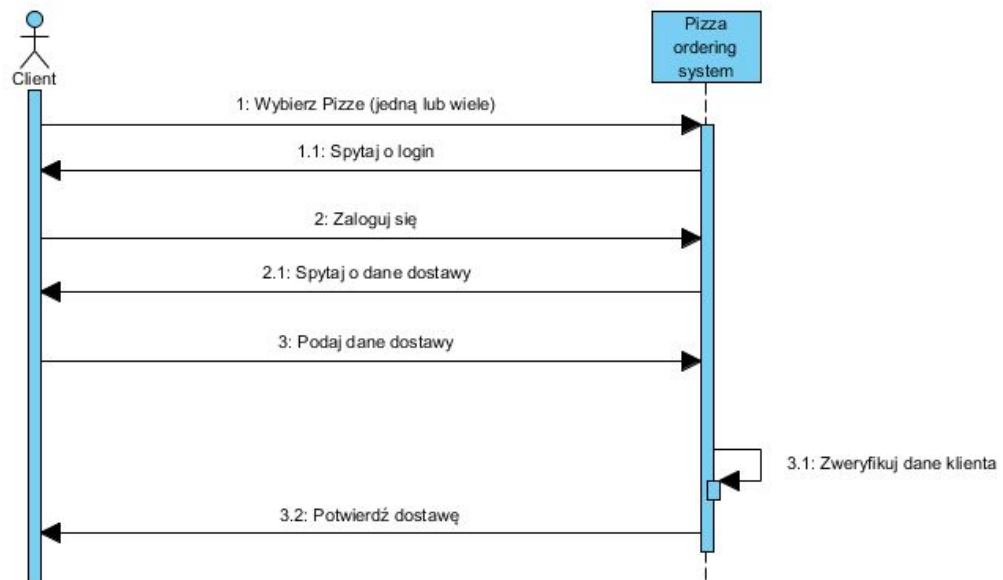 Pizza
ordering
system
Client
1: Wybierz Pizze (jedną lub wiele)
1.1: Spytaj o login
2: Zaloguj się
2.1: Spytaj o dane dostawy
3: Podaj dane dostawy
3.1: Zweryfikuj dane klienta
3.2: Potwierdź dostawę